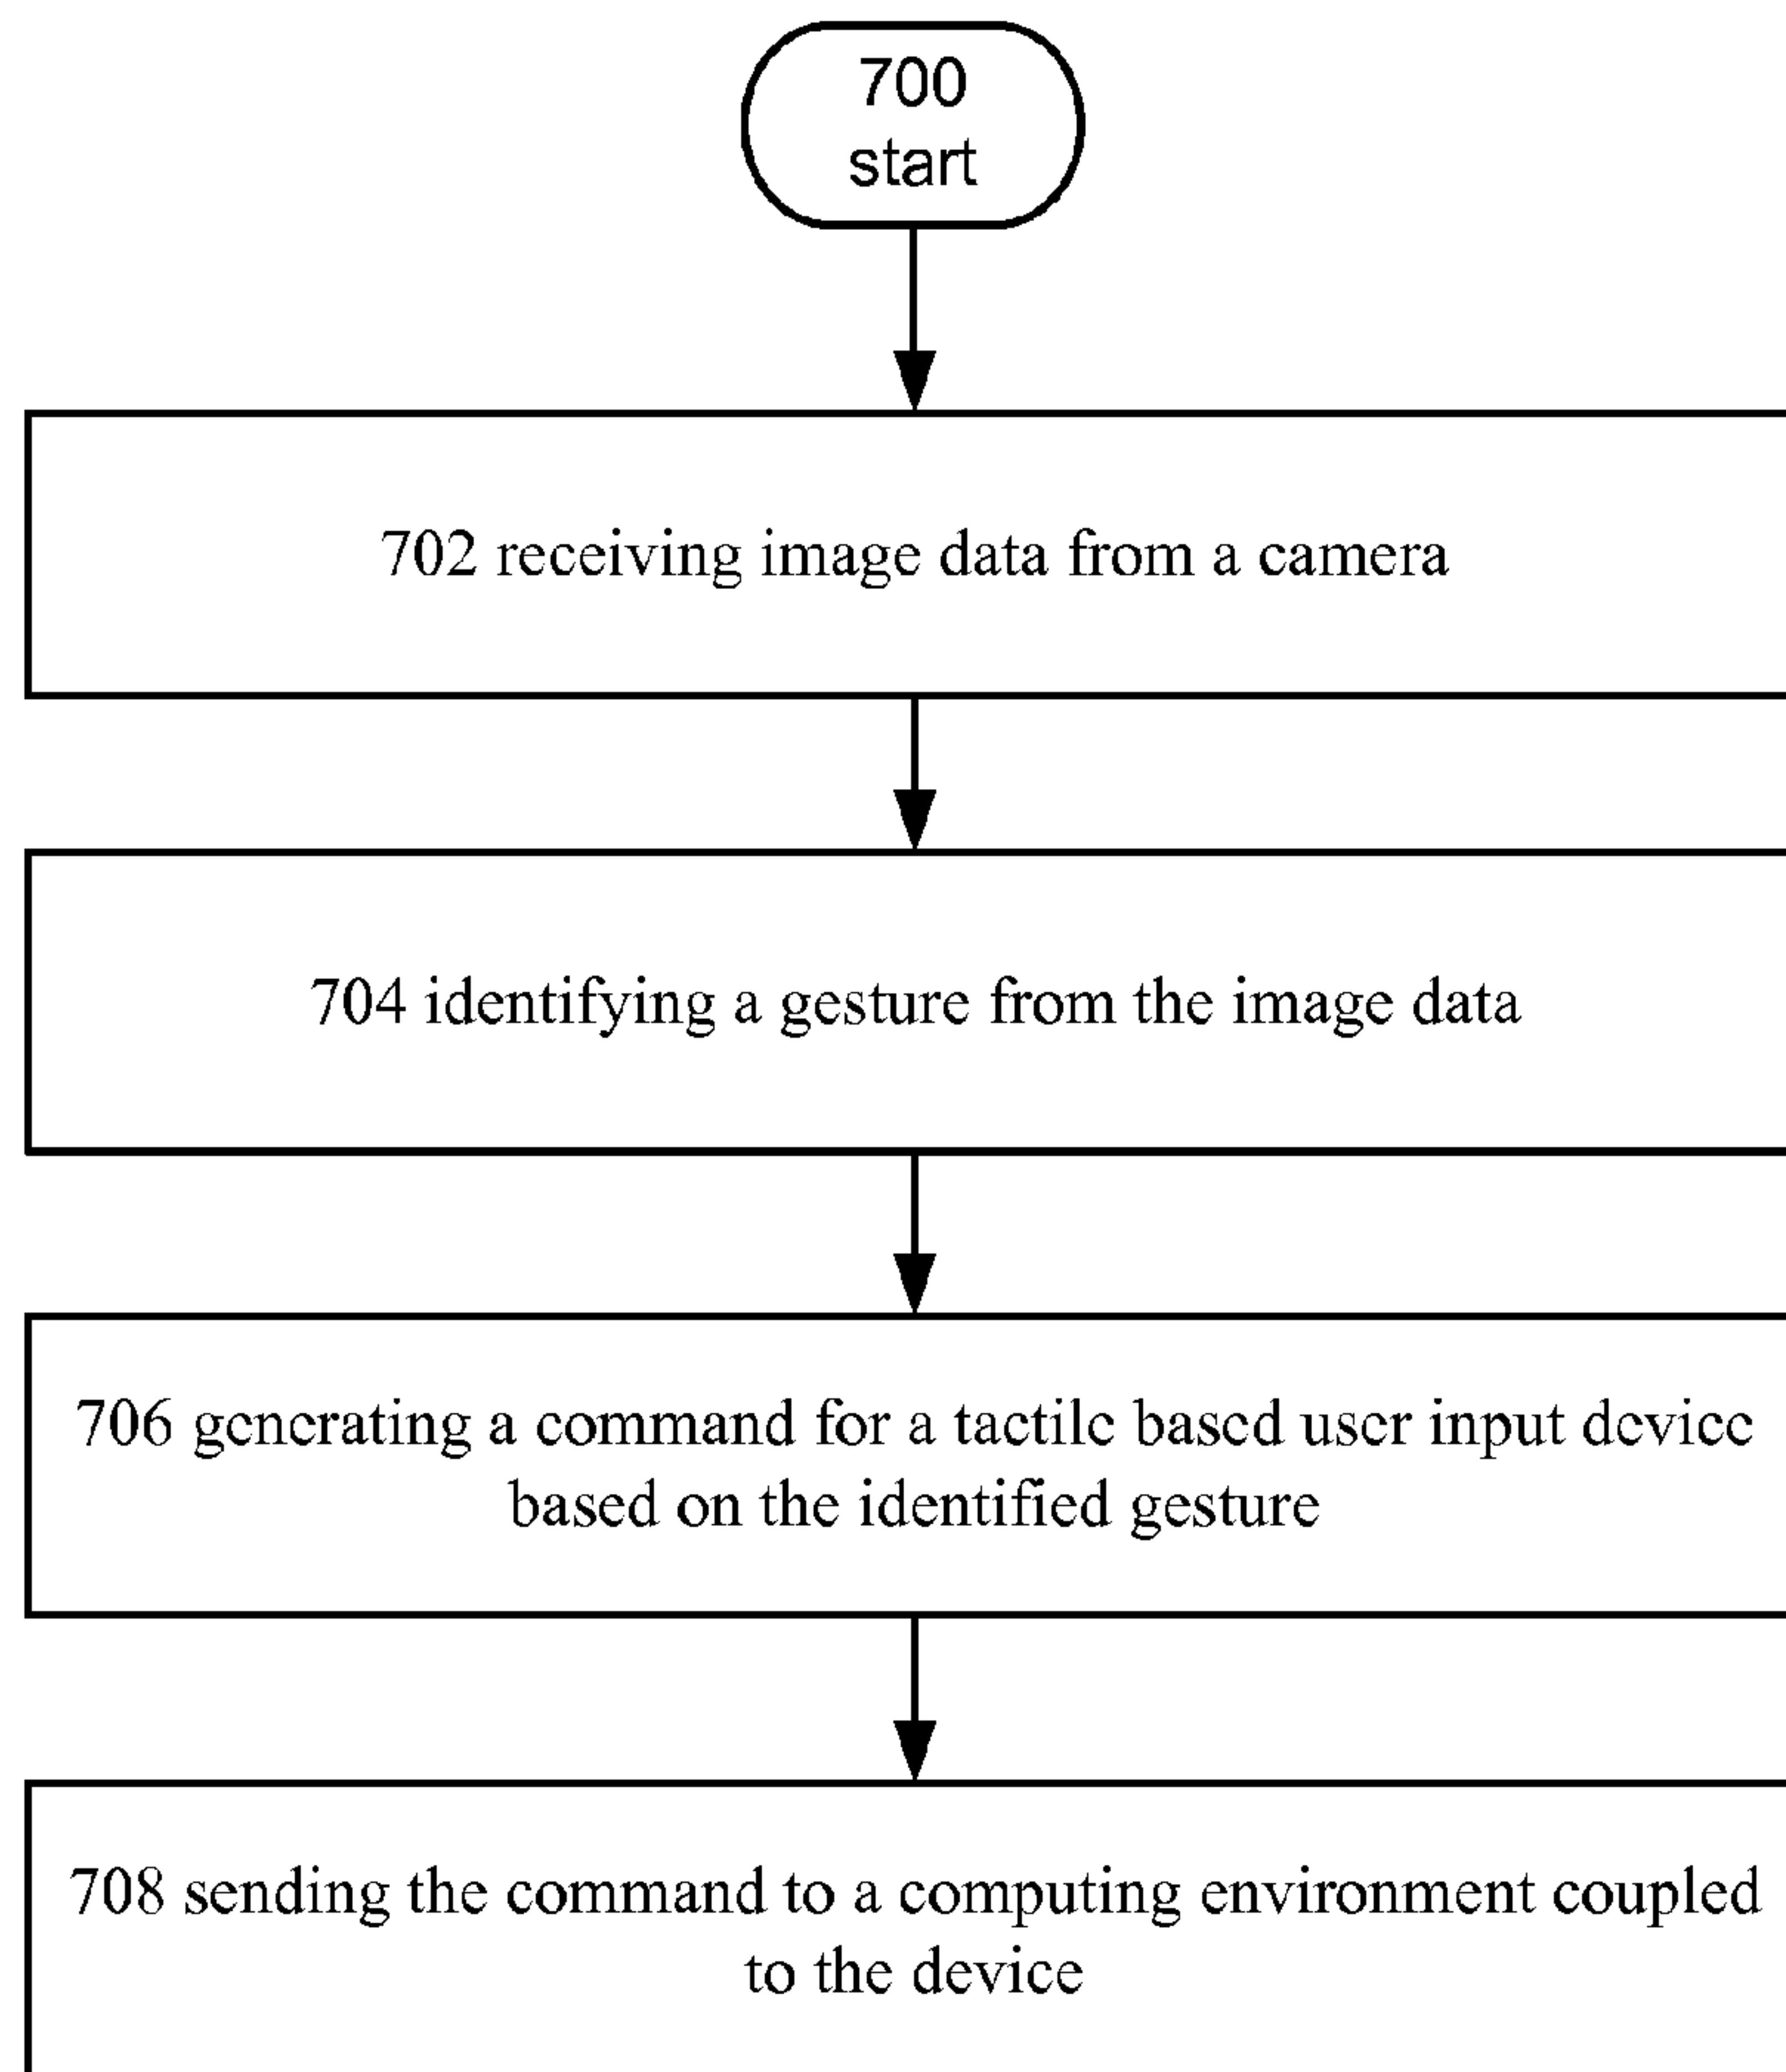 700
start
702 receiving image data from a camera
704 identifying a gesture from the image data
706 generating a command for a tactile based user input device
based on the identified gesture
708 sending the command to a computing environment coupled
to the device